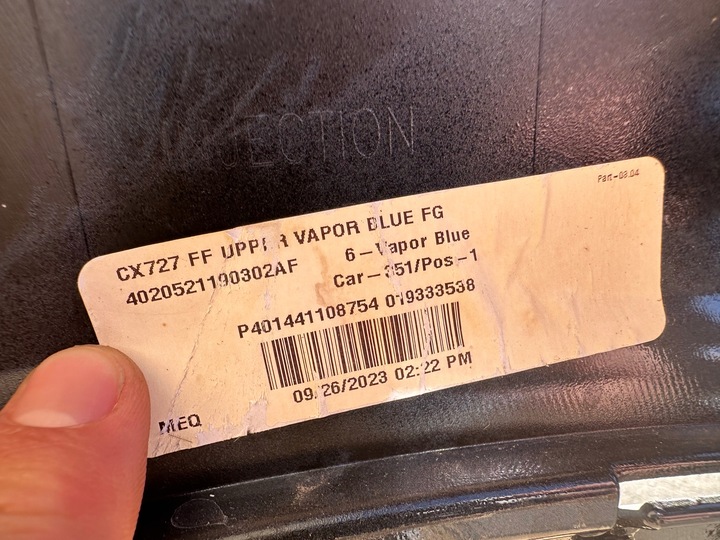 ECTION
Part-03.04
CX727 FF UPPER VAPOR BLUE FG
4020521190302AF
6-Vapor Blue
Car-351/Pos-1
P401441108754 019333538
09/26/2023 02:22 PM
MEQ